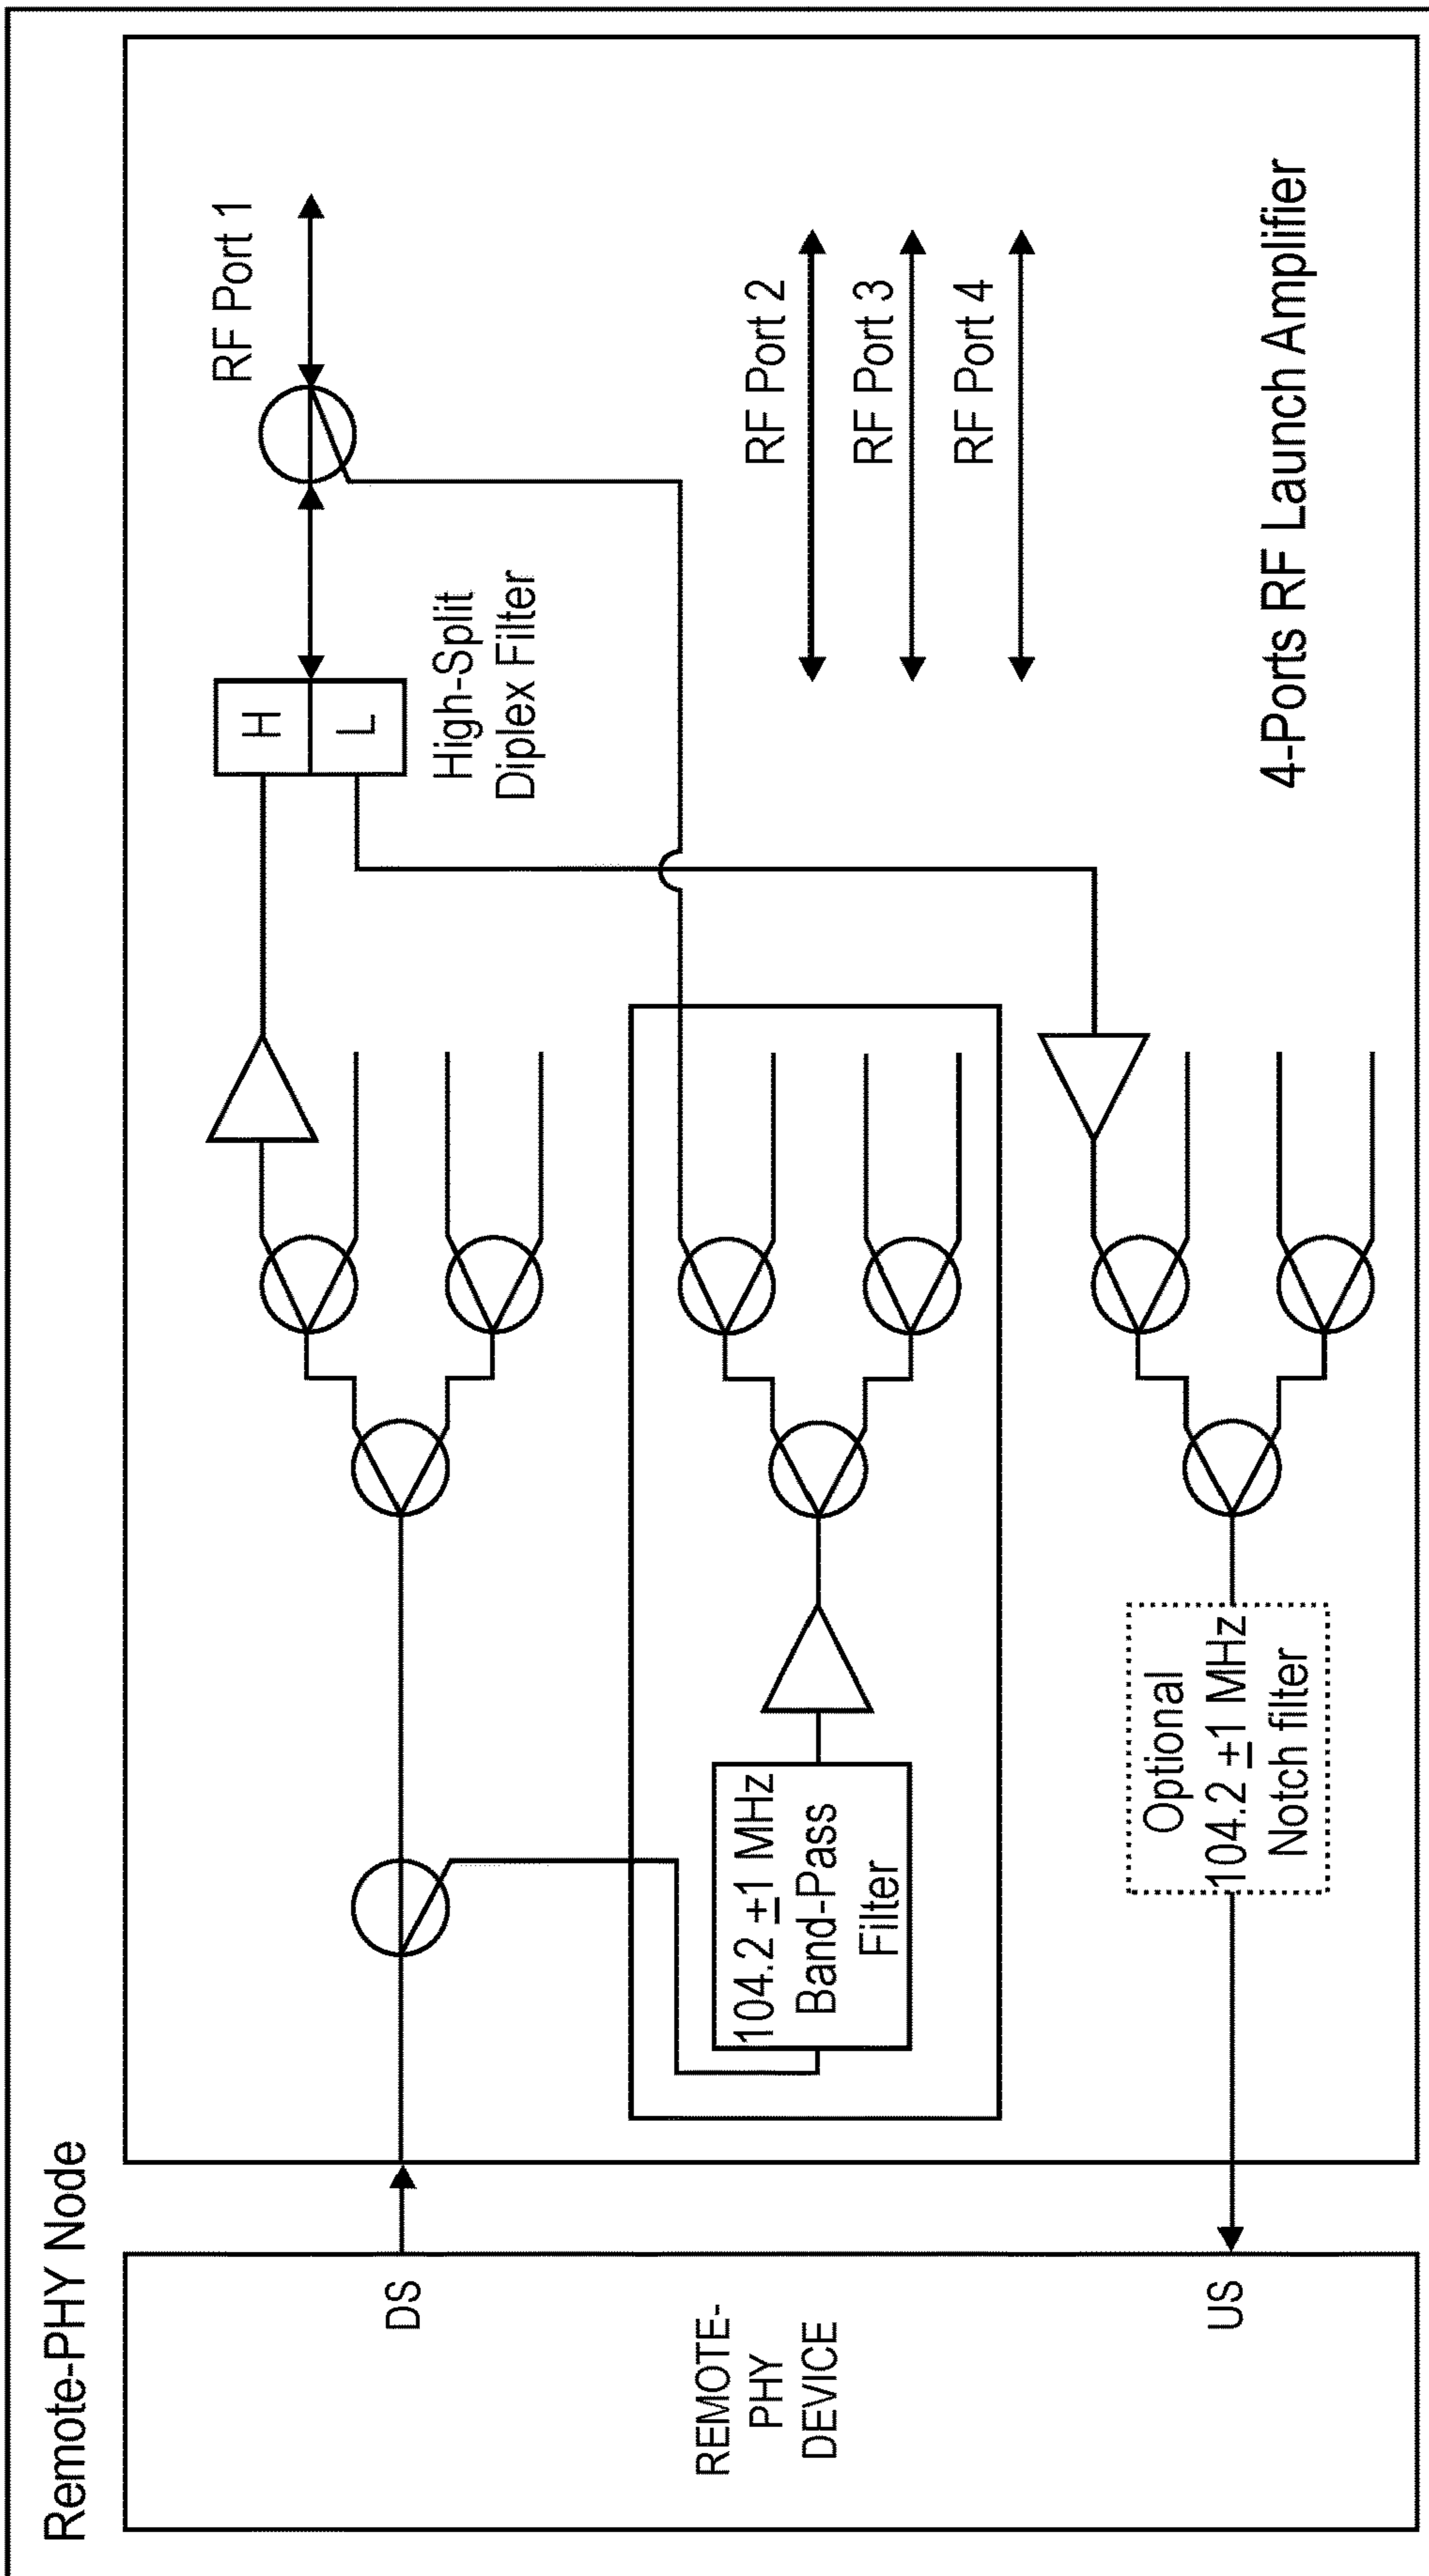 Remote-PHY Node
REMOTE-
PHY
DEVICE
DS
US
104.2 ±1 MHz
Band-Pass
Filter
Optional
104.2 ±1 MHz
Notch filter
H
L
High-Split
Diplex Filter
RF Port 1
RF Port 2
RF Port 3
RF Port 4
4-Ports RF Launch Amplifier